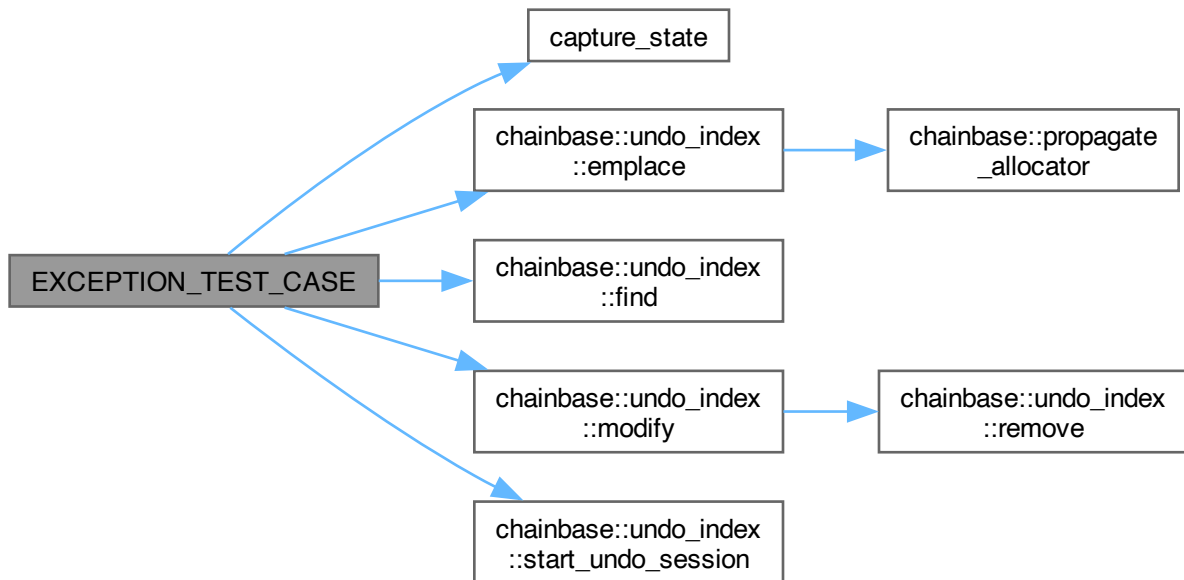 capture_state
chainbase::undo_index
::emplace
chainbase::propagate
_allocator
EXCEPTION_TEST_CASE
chainbase::undo_index
::find
chainbase::undo_index
::modify
chainbase::undo_index
::remove
chainbase::undo_index
::start_undo_session